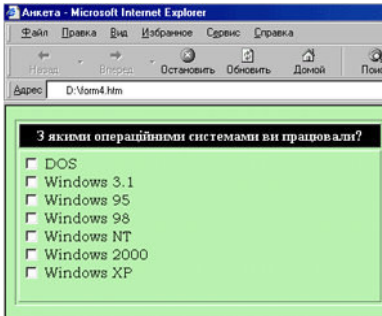 Анкета - Microsoft Internet Explorer
Файл Правка Вид Избранное Сервис Справка
Назад Вперед Остановить Обновить Домой
Адрес D:\form4.htm
З якими операційними системами ви працювали?
DOS
Windows 3.1
Windows 95
Windows 98
Windows NT
Windows 2000
Windows XP